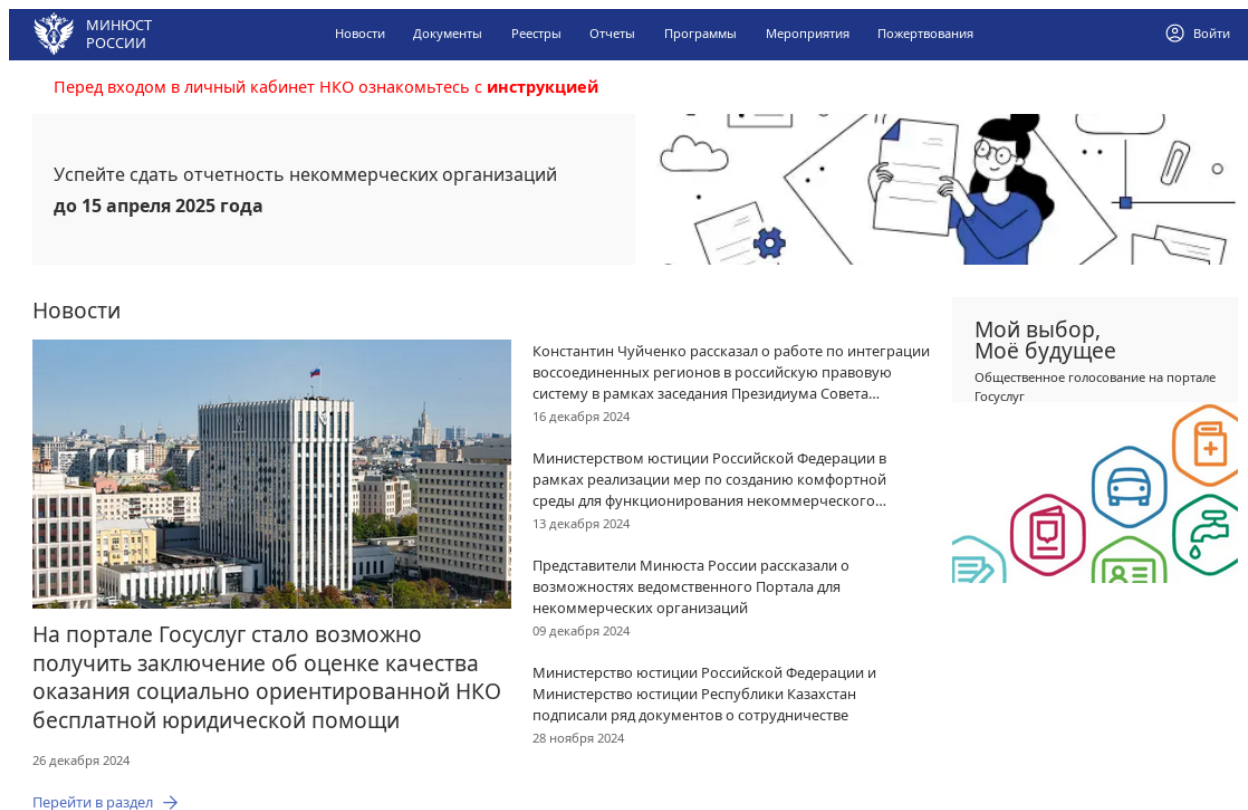 МИНЮСТ
РОССИИ
Новости Документы Реестры Отчеты Программы Мероприятия Пожертвования Войти
Перед входом в личный кабинет НКО ознакомьтесь с инструкцией
Успейте сдать отчетность некоммерческих организаций
до 15 апреля 2025 года
Новости
На портале Госуслуг стало возможно
получить заключение об оценке качества
оказания социально ориентированной НКО
бесплатной юридической помощи
26 декабря 2024
Перейти в раздел
Константин Чуйченко рассказал о работе по интеграции
воссоединенных регионов в российскую правовую
систему в рамках заседания Президиума Совета...
16 декабря 2024
Министерством юстиции Российской Федерации в
рамках реализации мер по созданию комфортной
среды для функционирования некоммерческого...
13 декабря 2024
Представители Минюста России рассказали о
возможностях ведомственного Портала для
некоммерческих организаций
09 декабря 2024
Министерство юстиции Российской Федерации и
Министерство юстиции Республики Казахстан
подписали ряд документов о сотрудничестве
28 ноября 2024
Мой выбор,
Моё будущее
Общественное голосование на портале
Госуслуг